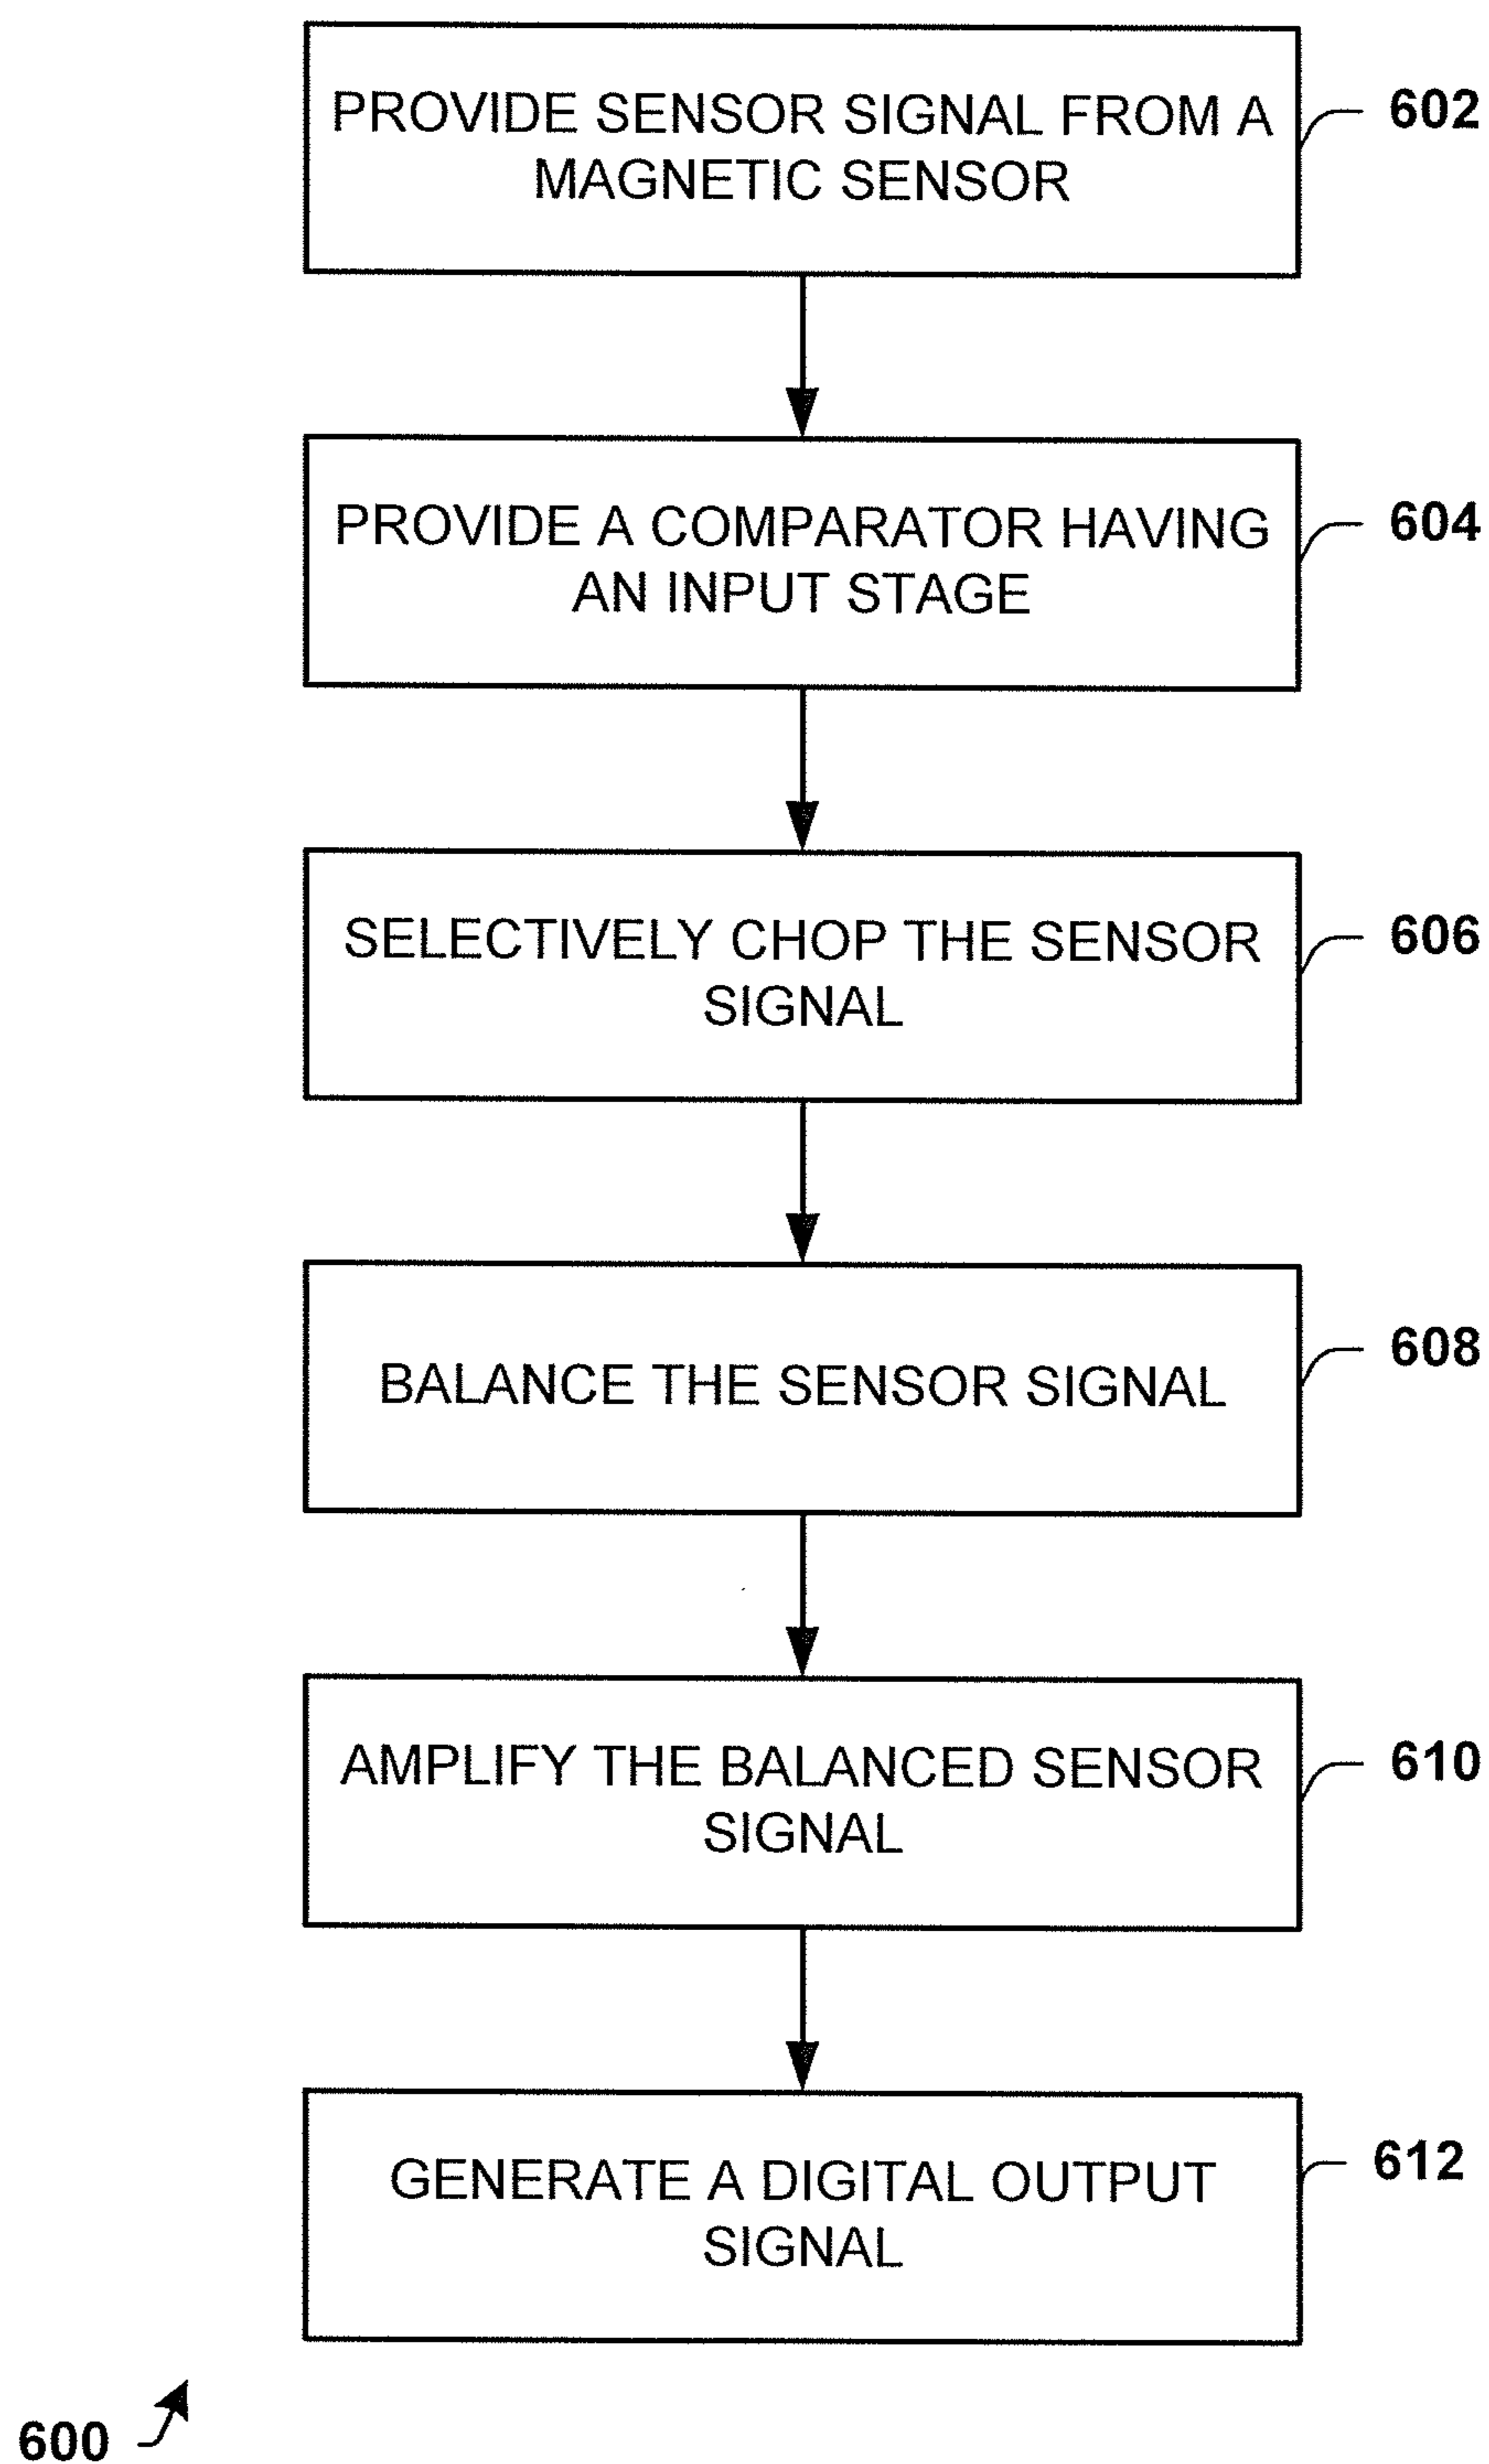 PROVIDE SENSOR SIGNAL FROM A
MAGNETIC SENSOR
602
PROVIDE A COMPARATOR HAVING
AN INPUT STAGE
604
SELECTIVELY CHOP THE SENSOR
SIGNAL
606
BALANCE THE SENSOR SIGNAL
608
AMPLIFY THE BALANCED SENSOR
SIGNAL
610
GENERATE A DIGITAL OUTPUT
SIGNAL
612
600